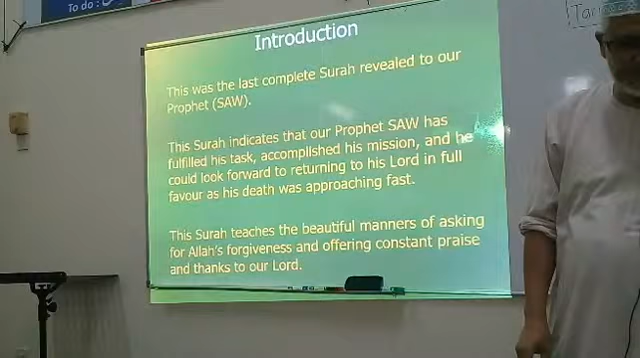 To do :
Introduction
This was the last complete Surah revealed to our
Prophet (SAW).
This Surah indicates that our Prophet SAW has
fulfilled his task, accomplished his mission, and he
could look forward to returning to his Lord in full
favour as his death was approaching fast.
This Surah teaches the beautiful manners of asking
for Allah's forgiveness and offering constant praise
and thanks to our Lord.